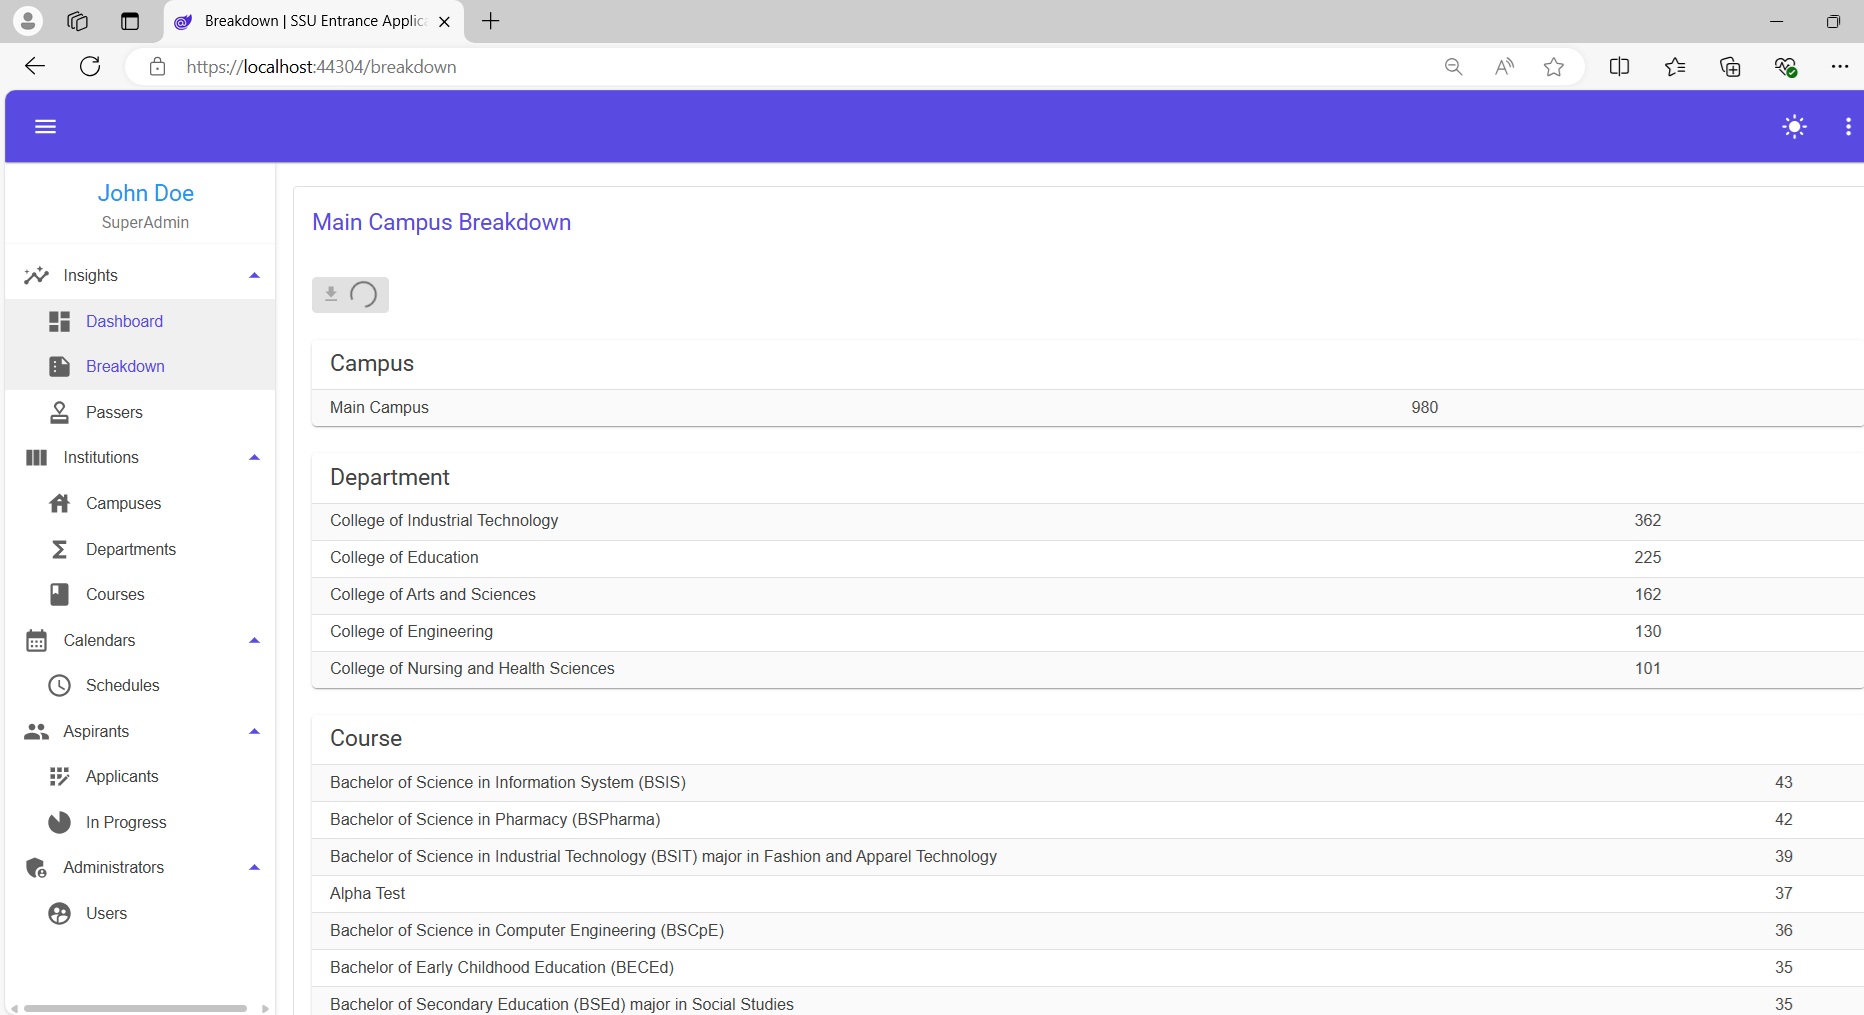 Breakdown | SSU Entrance Applic
https://localhost:44304/breakdown
John Doe
SuperAdmin
Insights
Dashboard
Breakdown
Passers
Institutions
Campuses
Departments
Courses
Calendars
Schedules
Aspirants
Applicants
In Progress
Administrators
Users
Main Campus Breakdown
Campus
Main Campus 980
Department
College of Industrial Technology 362
College of Education 225
College of Arts and Sciences 162
College of Engineering 130
College of Nursing and Health Sciences 101
Course
Bachelor of Science in Information System (BSIS) 43
Bachelor of Science in Pharmacy (BSPharma) 42
Bachelor of Science in Industrial Technology (BSIT) major in Fashion and Apparel Technology 39
Alpha Test 37
Bachelor of Science in Computer Engineering (BSCpE) 36
Bachelor of Early Childhood Education (BECEd) 35
Bachelor of Secondary Education (BSEd) major in Social Studies 35